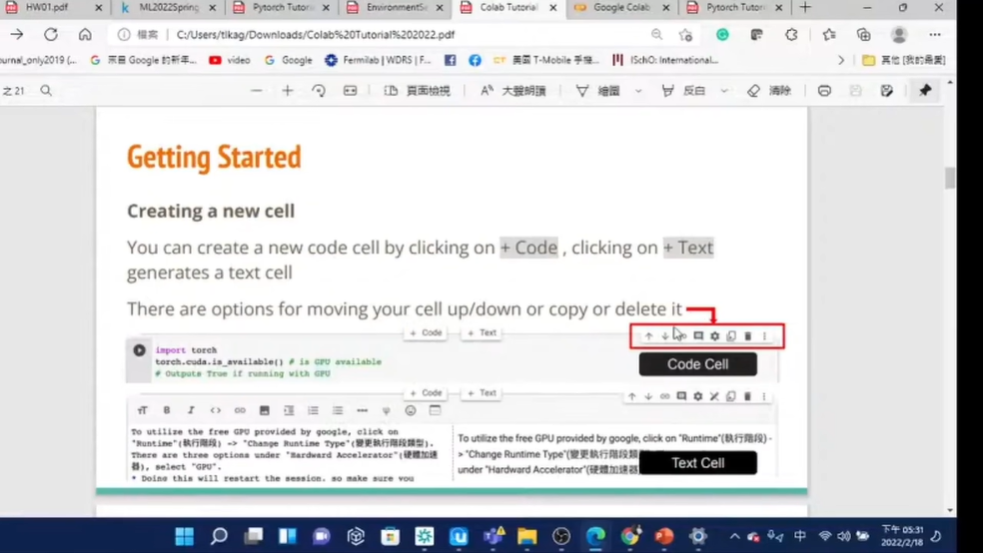 HW01.pdf
ML2022Spring
Pytorch Tutori
EnvironmentS
Colab Tutorial
Google Colab
Pytorch Tutori
檔案
C:/Users/tlkag/Downloads/Colab%20Tutorial%202022.pdf
urnal_only2019 (...
來自 Google 的新年...
video
Google
Fermilab | WDRS | F...
美國 T-Mobile 手機...
ISchO: International...
其他 [我的最愛]
之 21
頁面檢視
大聲朗讀
繪圖
反白
清除
Getting Started
Creating a new cell
You can create a new code cell by clicking on + Code , clicking on + Text
generates a text cell
There are options for moving your cell up/down or copy or delete it
+ Code + Text
import torch
torch.cuda.is_available() # is GPU available
# Outputs True if running with GPU
Code Cell
+ Code + Text
To utilize the free GPU provided by google, click on
"Runtime"(執行階段) -> "Change Runtime Type"(變更執行階段類型).
There are three options under "Hardward Accelerator"(硬體加速
器), select "GPU".
* Doing this will restart the session, so make sure you
To utilize the free GPU provided by google, click on "Runtime"(執行階段) -
> "Change Runtime Type"(變更執行階段類
under "Hardward Accelerator"(硬體加速器
Text Cell
中
下午 05:31
2022/2/18